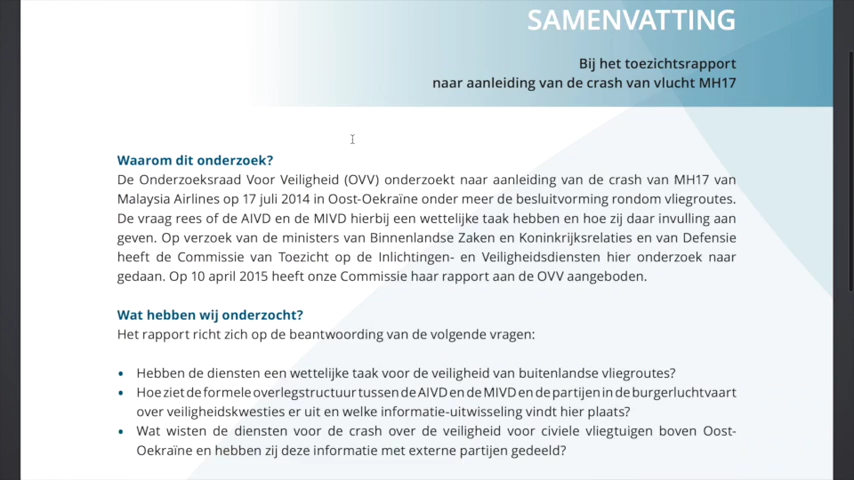 SAMENVATTING
Bij het toezichtsrapport
naar aanleiding van de crash van vlucht MH17
Waarom dit onderzoek?
De Onderzoeksraad Voor Veiligheid (OVV) onderzoekt naar aanleiding van de crash van MH17 van
Malaysia Airlines op 17 juli 2014 in Oost-Oekraïne onder meer de besluitvorming rondom vliegroutes.
De vraag rees of de AIVD en de MIVD hierbij een wettelijke taak hebben en hoe zij daar invulling aan
geven. Op verzoek van de ministers van Binnenlandse Zaken en Koninkrijksrelaties en van Defensie
heeft de Commissie van Toezicht op de Inlichtingen- en Veiligheidsdiensten hier onderzoek naar
gedaan. Op 10 april 2015 heeft onze Commissie haar rapport aan de OVV aangeboden.
Wat hebben wij onderzocht?
Het rapport richt zich op de beantwoording van de volgende vragen:
• Hebben de diensten een wettelijke taak voor de veiligheid van buitenlandse vliegroutes?
• Hoe ziet de formele overlegstructuur tussen de AIVD en de MIVD en de partijen in de burgerluchtvaart
over veiligheidskwesties er uit en welke informatie-uitwisseling vindt hier plaats?
• Wat wisten de diensten voor de crash over de veiligheid voor civiele vliegtuigen boven Oost-
Oekraïne en hebben zij deze informatie met externe partijen gedeeld?